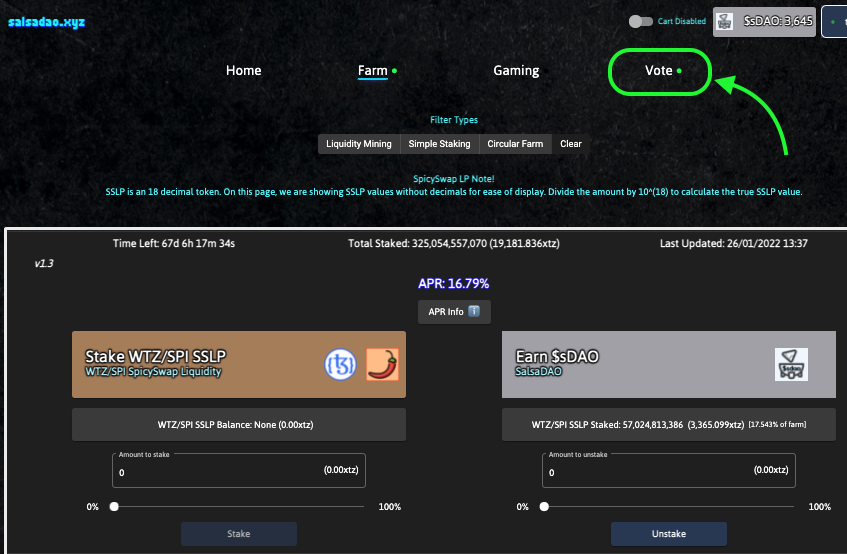 salsadao.xyz
Cart Disabled
$sDAO: 3,645
Home
Farm
Gaming
Vote
Filter Types
Liquidity Mining
Simple Staking
Circular Farm
Clear
SpicySwap LP Note!
SSLP is an 18 decimal token. On this page, we are showing SSLP values without decimals for ease of display. Divide the amount by 10^(18) to calculate the true SSLP value.
Time Left: 67d 6h 17m 34s
Total Staked: 325,054,557,070 (19,181.836xtz)
Last Updated: 26/01/2022 13:37
v1.3
APR: 16.79%
APR Info
Stake WTZ/SPI SSLP
WTZ/SPI SpicySwap Liquidity
Earn $sDAO
SalsaDAO
$sdao
WTZ/SPI SSLP Balance: None (0.00xtz)
WTZ/SPI SSLP Staked: 57,024,813,386 (3,365.099xtz) [17.543% of farm]
Amount to stake
0
(0.00xtz)
Amount to unstake
0
(0.00xtz)
0%
100%
0%
100%
Stake
Unstake